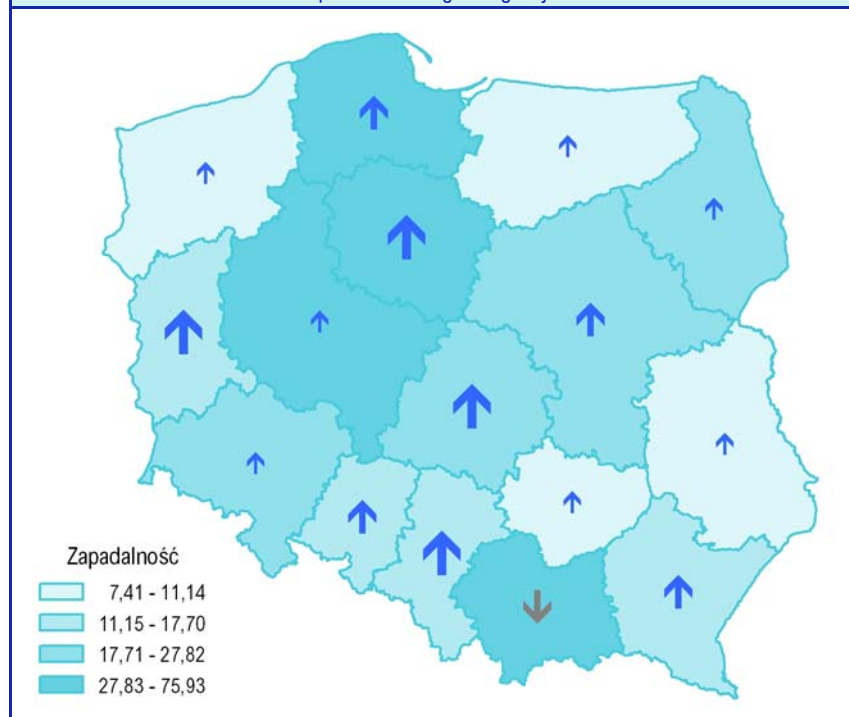 Zapadalność
7,41 - 11,14
11,15 - 17,70
17,71 - 27,82
27,83 - 75,93